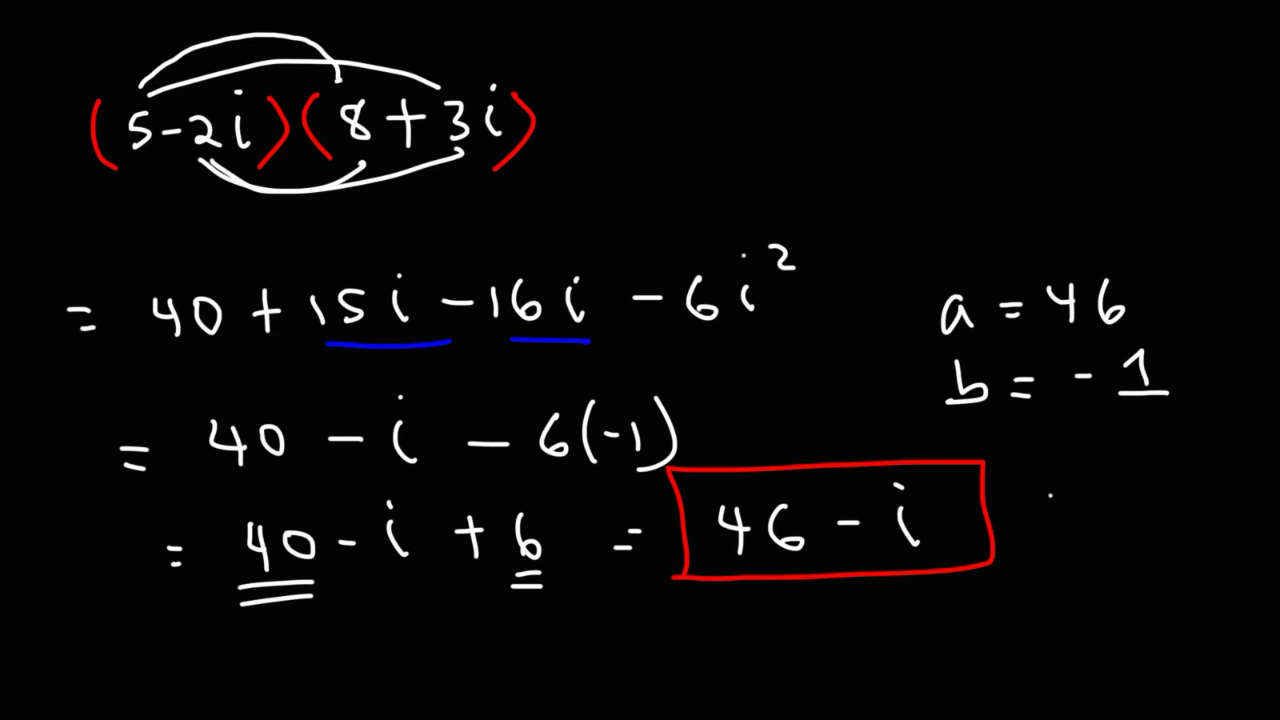 (5-2i)(8+3i)
= 40 + 15i - 16i - 6i²
a = 46
b = - 1
= 40 - i - 6(-1)
= 40 - i + 6 = 46 - i